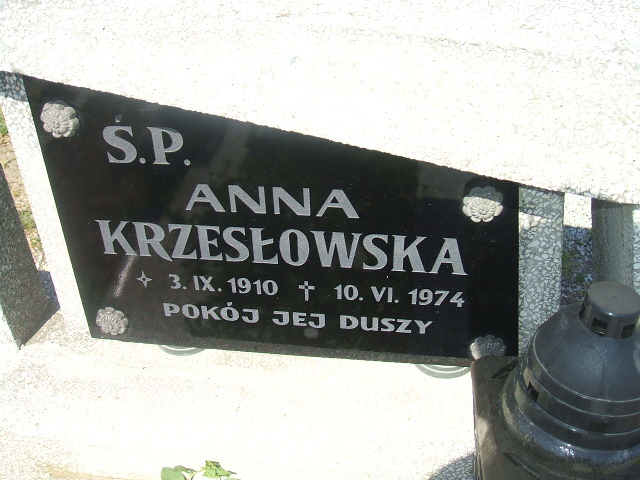 Ś.P.
ANNA
KRZESŁOWSKA
✧ 3.IX.1910 † 10.VI.1974
POKÓJ JEJ DUSZY